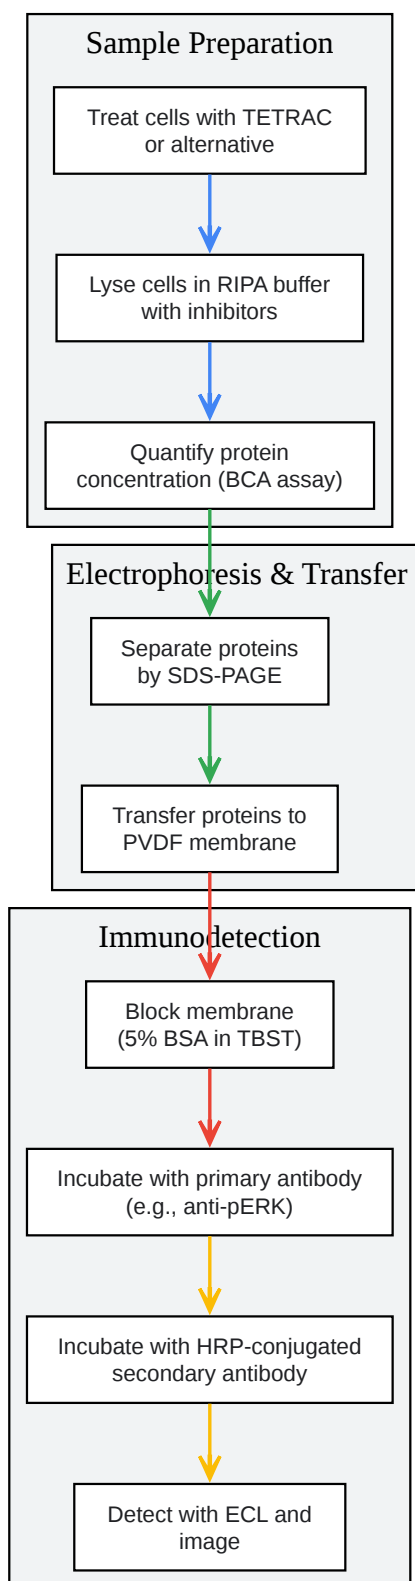 Sample Preparation
Treat cells with TETRAC
or alternative
Lyse cells in RIPA buffer
with inhibitors
Quantify protein
concentration (BCA assay)
Electrophoresis & Transfer
Separate proteins
by SDS-PAGE
Transfer proteins to
PVDF membrane
Immunodetection
Block membrane
(5% BSA in TBST)
Incubate with primary antibody
(e.g., anti-pERK)
Incubate with HRP-conjugated
secondary antibody
Detect with ECL and
image